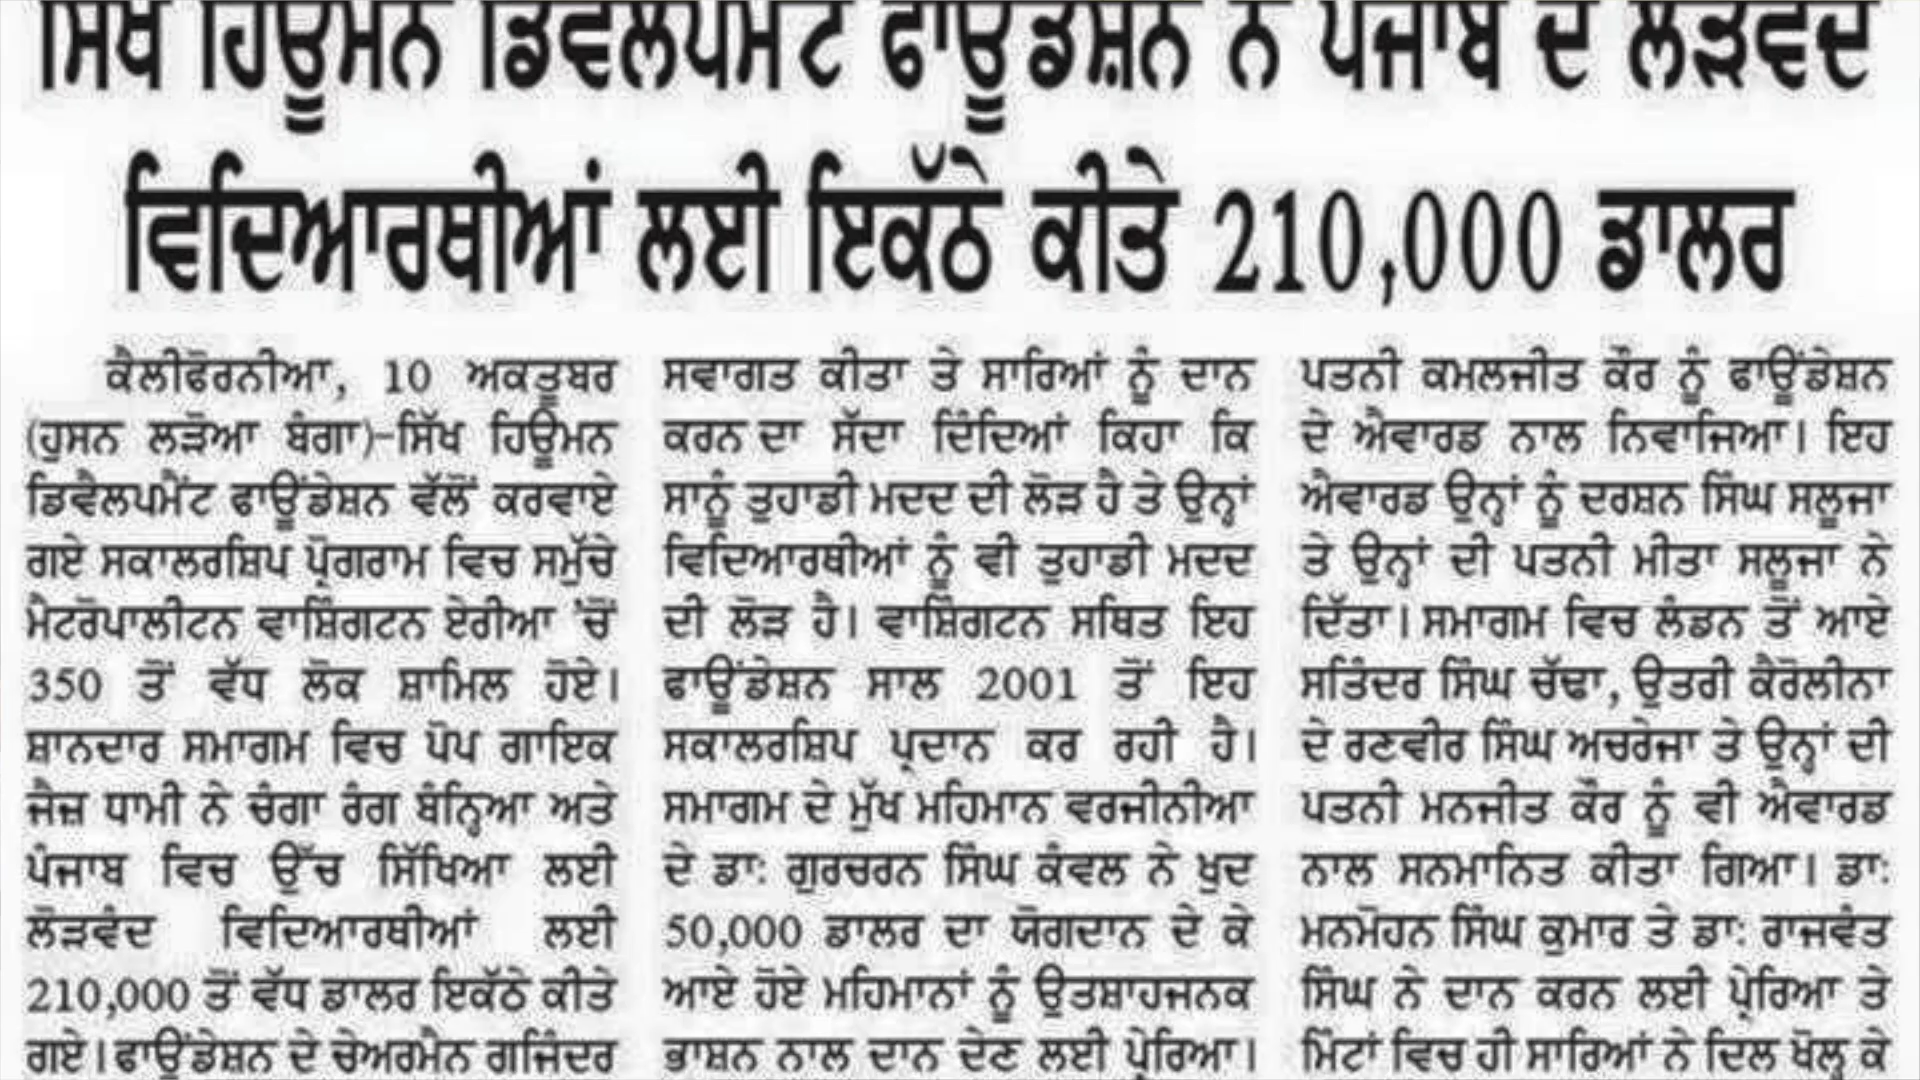 ਸਿੱਖ ਹਿਊਮਨ ਡਿਵੈਲਪਮੈਂਟ ਫਾਊਂਡੇਸ਼ਨ ਨੇ ਪੰਜਾਬ ਦੇ ਲੋੜਵੰਦ
ਵਿਦਿਆਰਥੀਆਂ ਲਈ ਇਕੱਠੇ ਕੀਤੇ 210,000 ਡਾਲਰ
ਕੈਲੀਫੋਰਨੀਆ, 10 ਅਕਤੂਬਰ
(ਹੁਸਨ ਲੜੋਆ ਬੰਗਾ)-ਸਿੱਖ ਹਿਊਮਨ
ਡਿਵੈਲਪਮੈਂਟ ਫਾਊਂਡੇਸ਼ਨ ਵੱਲੋਂ ਕਰਵਾਏ
ਗਏ ਸਕਾਲਰਸ਼ਿਪ ਪ੍ਰੋਗਰਾਮ ਵਿਚ ਸਮੁੱਚੇ
ਮੈਟਰੋਪਾਲੀਟਨ ਵਾਸ਼ਿੰਗਟਨ ਏਰੀਆ 'ਚੋਂ
350 ਤੋਂ ਵੱਧ ਲੋਕ ਸ਼ਾਮਿਲ ਹੋਏ।
ਸ਼ਾਨਦਾਰ ਸਮਾਗਮ ਵਿਚ ਪੋਪ ਗਾਇਕ
ਜੈਜ਼ ਧਾਮੀ ਨੇ ਚੰਗਾ ਰੰਗ ਬੰਨ੍ਹਿਆ ਅਤੇ
ਪੰਜਾਬ ਵਿਚ ਉੱਚ ਸਿੱਖਿਆ ਲਈ
ਲੋੜਵੰਦ ਵਿਦਿਆਰਥੀਆਂ ਲਈ
210,000 ਤੋਂ ਵੱਧ ਡਾਲਰ ਇਕੱਠੇ ਕੀਤੇ
ਗਏ। ਫਾਊਂਡੇਸ਼ਨ ਦੇ ਚੇਅਰਮੈਨ ਗਜਿੰਦਰ
ਸਵਾਗਤ ਕੀਤਾ ਤੇ ਸਾਰਿਆਂ ਨੂੰ ਦਾਨ
ਕਰਨ ਦਾ ਸੱਦਾ ਦਿੰਦਿਆਂ ਕਿਹਾ ਕਿ
ਸਾਨੂੰ ਤੁਹਾਡੀ ਮਦਦ ਦੀ ਲੋੜ ਹੈ ਤੇ ਉਨ੍ਹਾਂ
ਵਿਦਿਆਰਥੀਆਂ ਨੂੰ ਵੀ ਤੁਹਾਡੀ ਮਦਦ
ਦੀ ਲੋੜ ਹੈ। ਵਾਸ਼ਿੰਗਟਨ ਸਥਿਤ ਇਹ
ਫਾਊਂਡੇਸ਼ਨ ਸਾਲ 2001 ਤੋਂ ਇਹ
ਸਕਾਲਰਸ਼ਿਪ ਪ੍ਰਦਾਨ ਕਰ ਰਹੀ ਹੈ।
ਸਮਾਗਮ ਦੇ ਮੁੱਖ ਮਹਿਮਾਨ ਵਰਜੀਨੀਆ
ਦੇ ਡਾ: ਗੁਰਚਰਨ ਸਿੰਘ ਕੰਵਲ ਨੇ ਖੁਦ
50,000 ਡਾਲਰ ਦਾ ਯੋਗਦਾਨ ਦੇ ਕੇ
ਆਏ ਹੋਏ ਮਹਿਮਾਨਾਂ ਨੂੰ ਉਤਸ਼ਾਹਜਨਕ
ਭਾਸ਼ਨ ਨਾਲ ਦਾਨ ਦੇਣ ਲਈ ਪ੍ਰੇਰਿਆ।
ਪਤਨੀ ਕਮਲਜੀਤ ਕੌਰ ਨੂੰ ਫਾਊਂਡੇਸ਼ਨ
ਦੇ ਐਵਾਰਡ ਨਾਲ ਨਿਵਾਜਿਆ। ਇਹ
ਐਵਾਰਡ ਉਨ੍ਹਾਂ ਨੂੰ ਦਰਸ਼ਨ ਸਿੰਘ ਸਲੂਜਾ
ਤੇ ਉਨ੍ਹਾਂ ਦੀ ਪਤਨੀ ਮੀਤਾ ਸਲੂਜਾ ਨੇ
ਦਿੱਤਾ। ਸਮਾਗਮ ਵਿਚ ਲੰਡਨ ਤੋਂ ਆਏ
ਸਤਿੰਦਰ ਸਿੰਘ ਚੱਢਾ, ਉਤਰੀ ਕੈਰੋਲੀਨਾ
ਦੇ ਰਣਵੀਰ ਸਿੰਘ ਅਚਰੇਜਾ ਤੇ ਉਨ੍ਹਾਂ ਦੀ
ਪਤਨੀ ਮਨਜੀਤ ਕੌਰ ਨੂੰ ਵੀ ਐਵਾਰਡ
ਨਾਲ ਸਨਮਾਨਿਤ ਕੀਤਾ ਗਿਆ। ਡਾ:
ਮਨਮੋਹਨ ਸਿੰਘ ਕੁਮਾਰ ਤੇ ਡਾ: ਰਾਜਵੰਤ
ਸਿੰਘ ਨੇ ਦਾਨ ਕਰਨ ਲਈ ਪ੍ਰੇਰਿਆ ਤੇ
ਮਿੰਟਾਂ ਵਿਚ ਹੀ ਸਾਰਿਆਂ ਨੇ ਦਿਲ ਖੋਲ੍ਹ ਕੇ